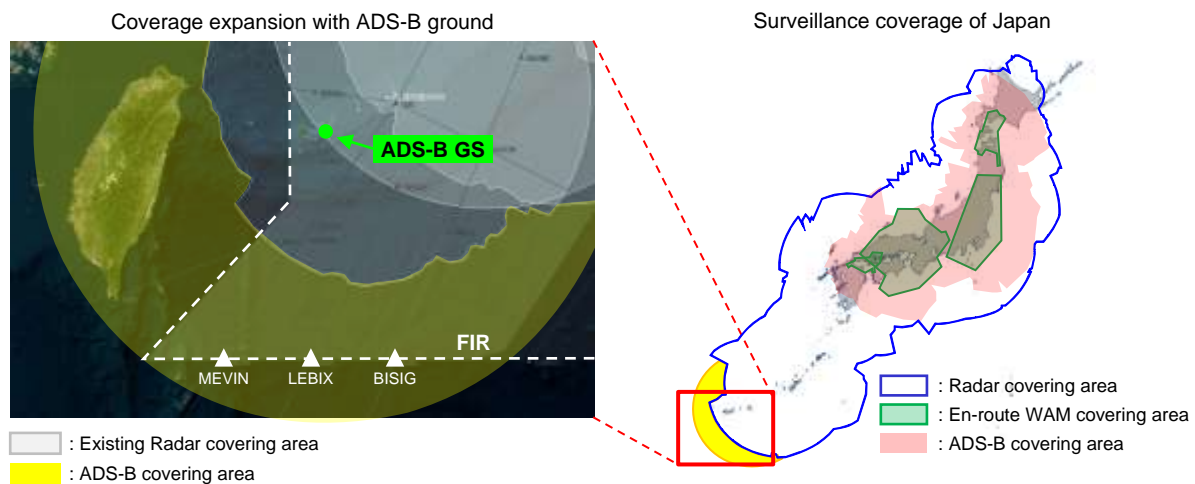 Coverage expansion with ADS-B ground
Surveillance coverage of Japan
ADS-B GS
FIR
MEVIN
LEBIX
BISIG
: Existing Radar covering area
: ADS-B covering area
: Radar covering area
: En-route WAM covering area
: ADS-B covering area